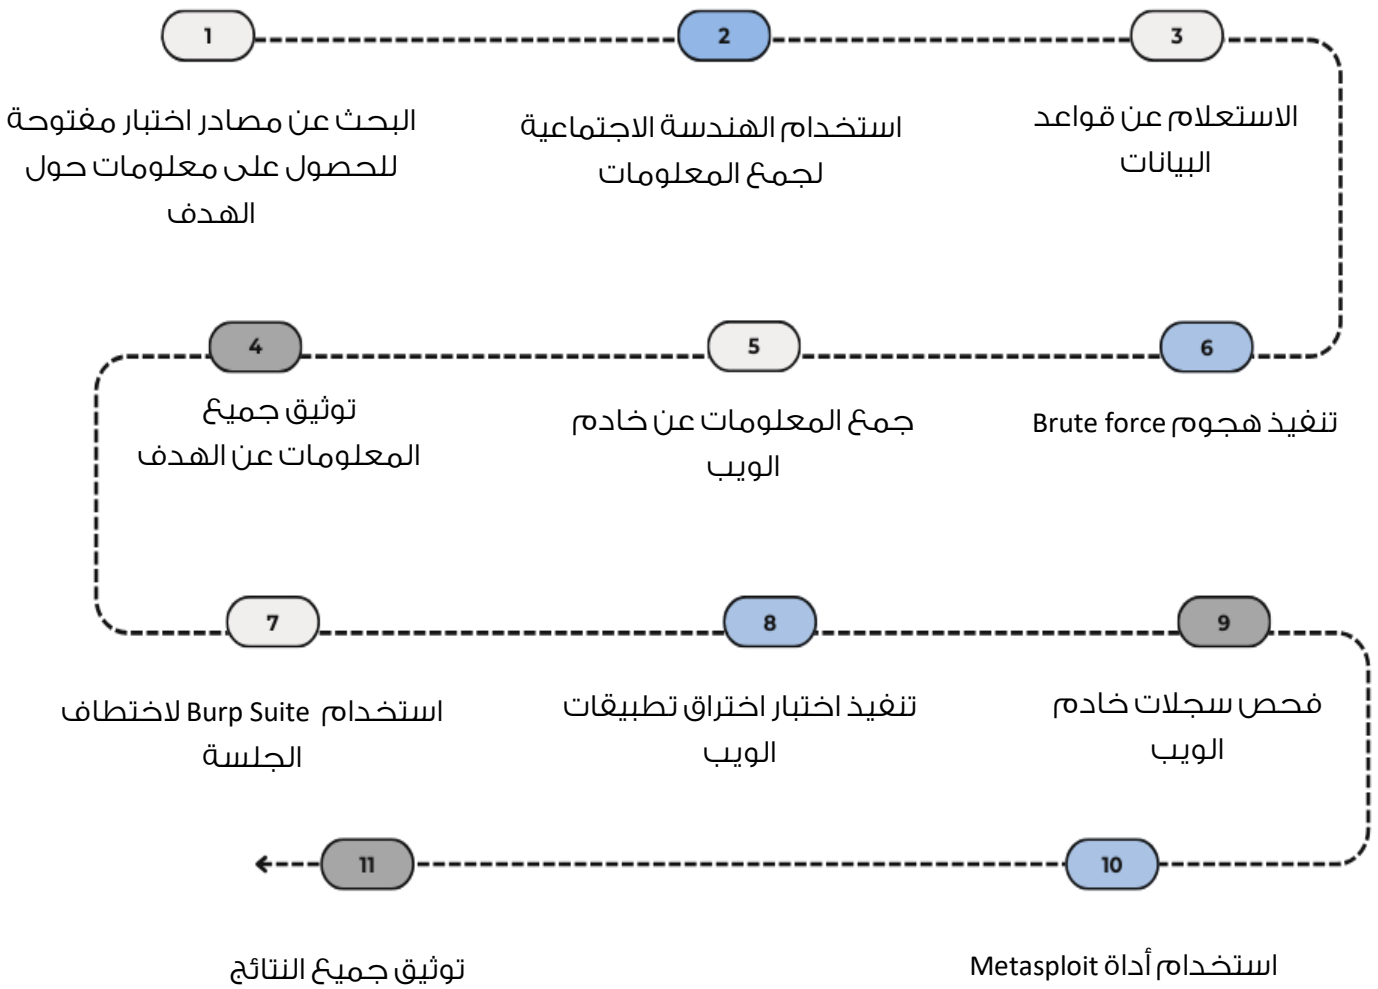 1
البحث عن مصادر اختبار مفتوحة
للحصول على معلومات حول
الهدف
2
استخدام الهندسة الاجتماعية
لجمع المعلومات
3
الاستعلام عن قواعد
البيانات
4
توثيق جميع
المعلومات عن الهدف
5
جمع المعلومات عن خادم
الويب
6
تنفيذ هجوم Brute force
7
استخدام Burp Suite لاختطاف
الجلسة
8
تنفيذ اختبار اختراق تطبيقات
الويب
9
فحص سجلات خادم
الويب
10
استخدام أداة Metasploit
11
توثيق جميع النتائج